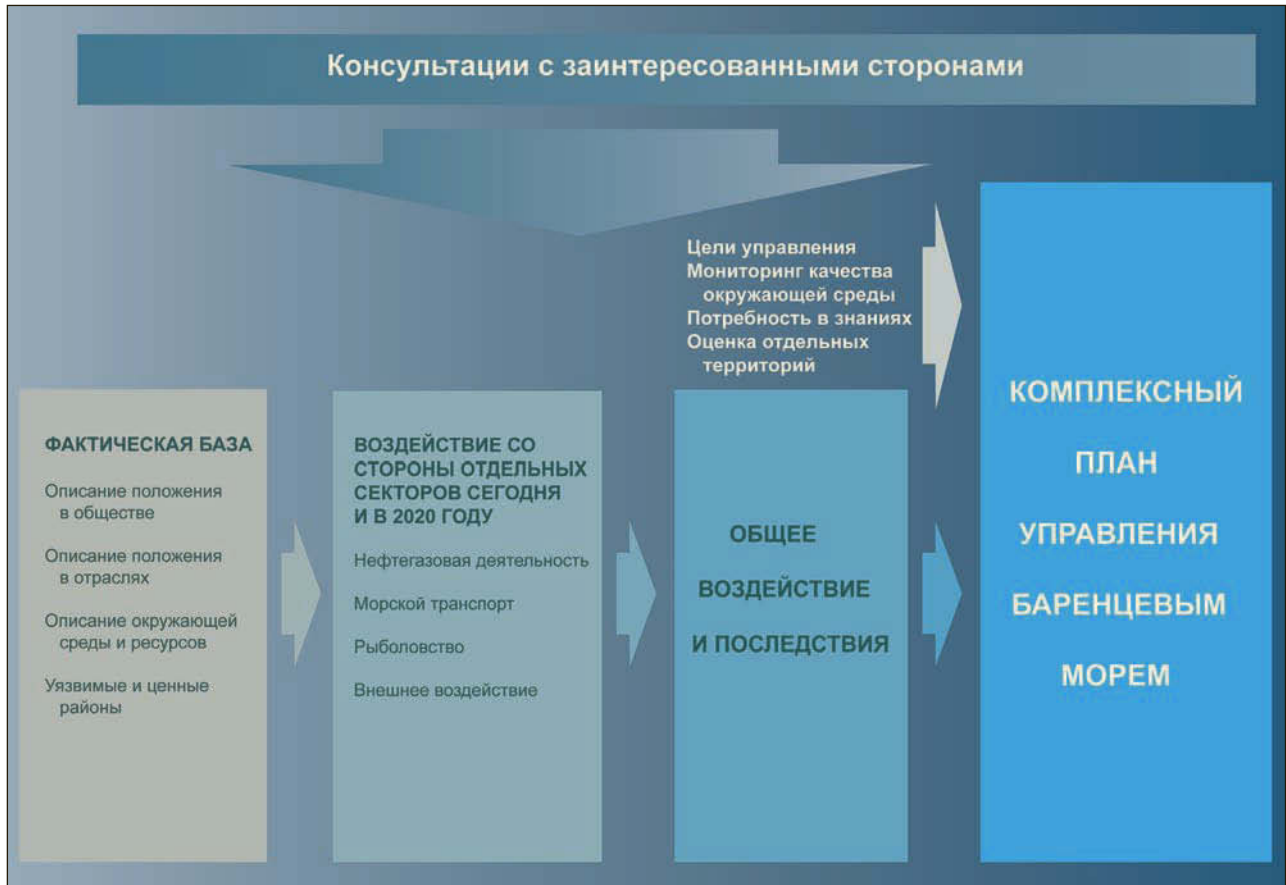 Консультации с заинтересованными сторонами
Цели управления
Мониторинг качества
окружающей среды
Потребность в знаниях
Оценка отдельных
территорий
ФАКТИЧЕСКАЯ БАЗА
Описание положения
в обществе
Описание положения
в отраслях
Описание окружающей
среды и ресурсов
Уязвимые и ценные
районы
ВОЗДЕЙСТВИЕ СО
СТОРОНЫ ОТДЕЛЬНЫХ
СЕКТОРОВ СЕГОДНЯ
И В 2020 ГОДУ
Нефтегазовая деятельность
Морской транспорт
Рыболовство
Внешнее воздействие
ОБЩЕЕ
ВОЗДЕЙСТВИЕ
И ПОСЛЕДСТВИЯ
КОМПЛЕКСНЫЙ
ПЛАН
УПРАВЛЕНИЯ
БАРЕНЦЕВЫМ
МОРЕМ